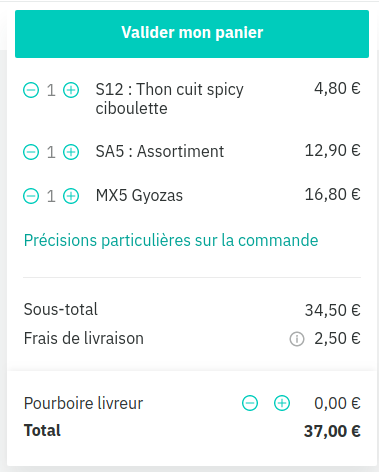 Valider mon panier
1 S12 : Thon cuit spicy 4,80 €
ciboulette
1 SA5 : Assortiment 12,90 €
1 MX5 Gyozas 16,80 €
Précisions particulières sur la commande
Sous-total 34,50 €
Frais de livraison 2,50 €
Pourboire livreur 0,00 €
Total 37,00 €